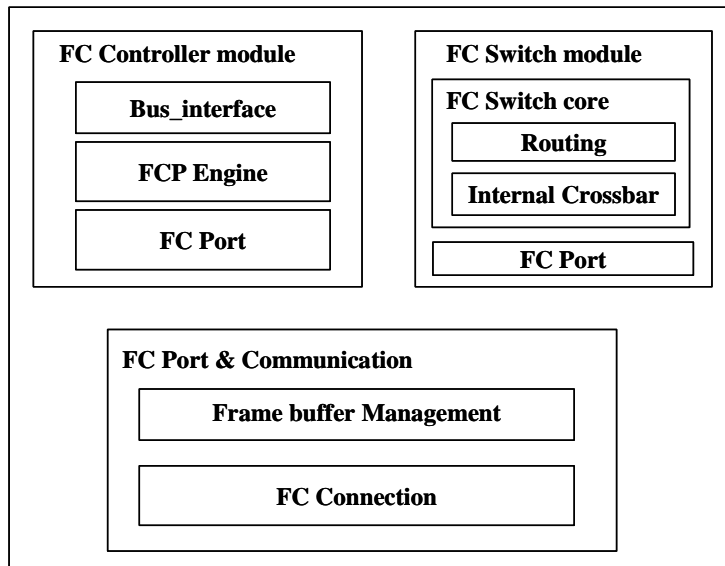 FC Controller module
Bus_interface
FCP Engine
FC Port
FC Switch module
FC Switch core
Routing
Internal Crossbar
FC Port
FC Port & Communication
Frame buffer Management
FC Connection